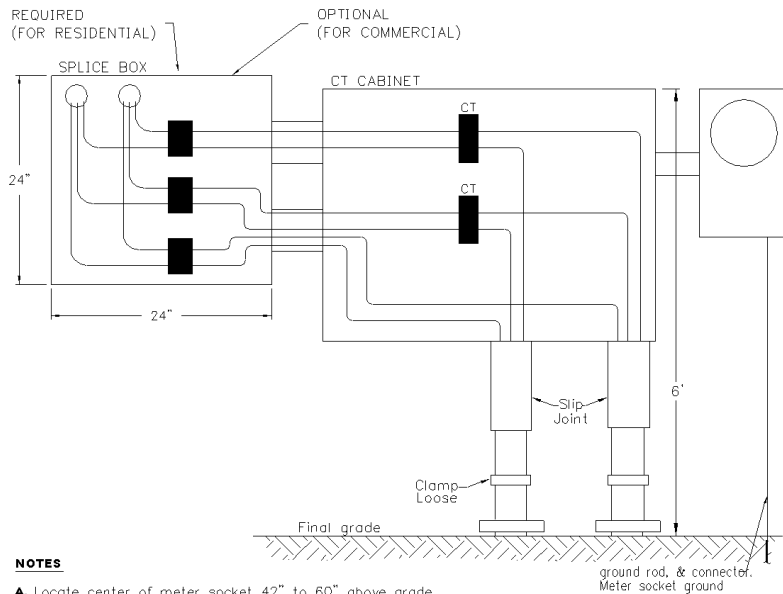 REQUIRED
(FOR RESIDENTIAL)
OPTIONAL
(FOR COMMERCIAL)
SPLICE BOX
CT CABINET
CT
CT
24"
24"
6'
Slip
Joint
Clamp
Loose
Final grade
ground rod, & connector.
Meter socket ground
NOTES
A Locate center of meter socket 42" to 60" above grade